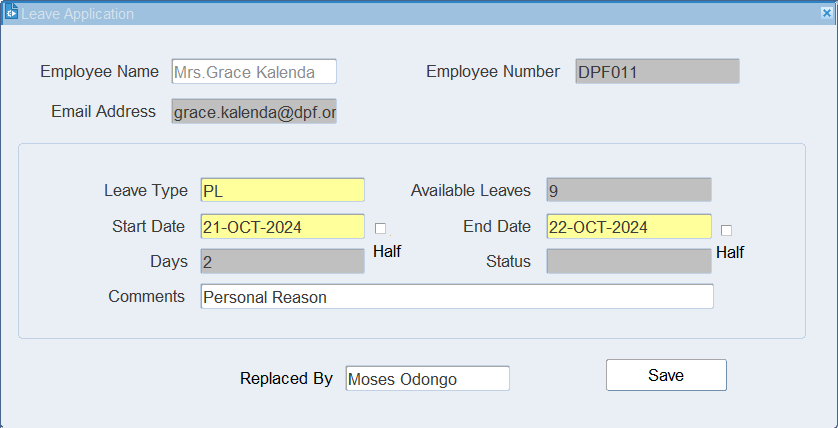 Leave Application
Employee Name Mrs.Grace Kalenda Employee Number DPF011
Email Address grace.kalenda@dpf.or
Leave Type PL Available Leaves 9
Start Date 21-OCT-2024 Half End Date 22-OCT-2024 Half
Days 2 Status
Comments Personal Reason
Replaced By Moses Odongo Save